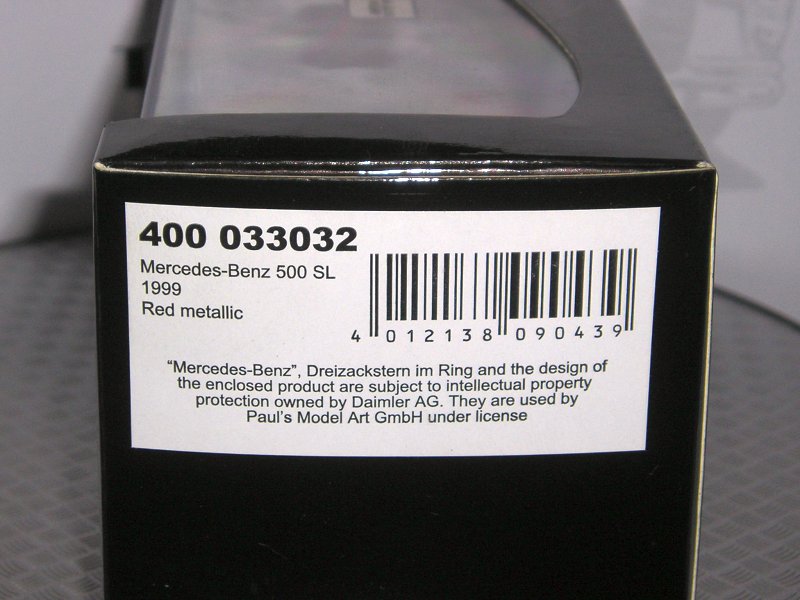 400 033032
Mercedes-Benz 500 SL
1999
Red metallic
4 012138 090439
"Mercedes-Benz", Dreizackstern im Ring and the design of
the enclosed product are subject to intellectual property
protection owned by Daimler AG. They are used by
Paul's Model Art GmbH under license